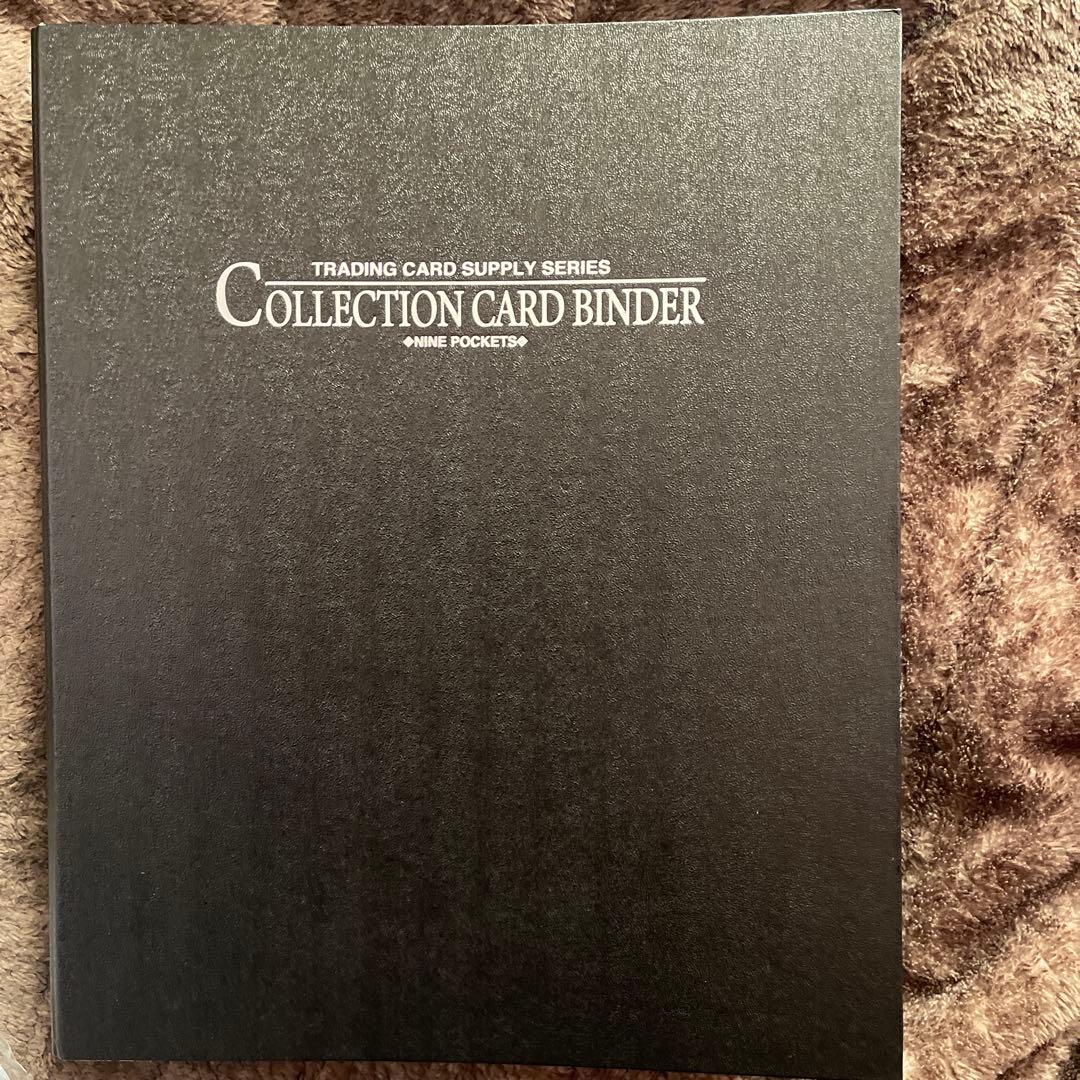 TRADING CARD SUPPLY SERIES
COLLECTION CARD BINDER
◆NINE POCKETS◆